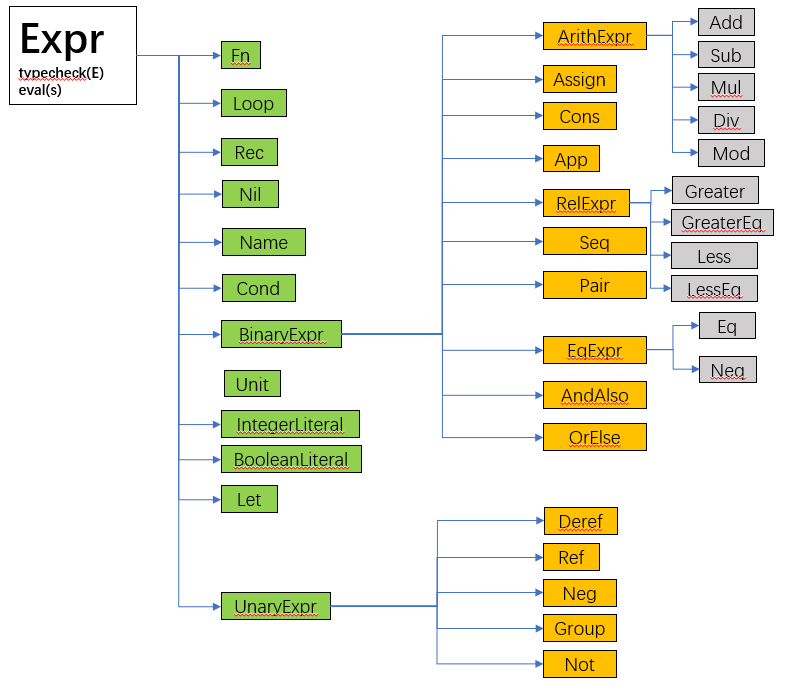 Expr
typecheck(E)
eval(s)
Fn
Loop
Rec
Nil
Name
Cond
BinaryExpr
Unit
IntegerLiteral
BooleanLiteral
Let
UnaryExpr
ArithExpr
Assign
Cons
App
RelExpr
Seq
Pair
EqExpr
AndAlso
OrElse
Deref
Ref
Neg
Group
Not
Add
Sub
Mul
Div
Mod
Greater
GreaterEq
Less
LessEq
Eq
Neq